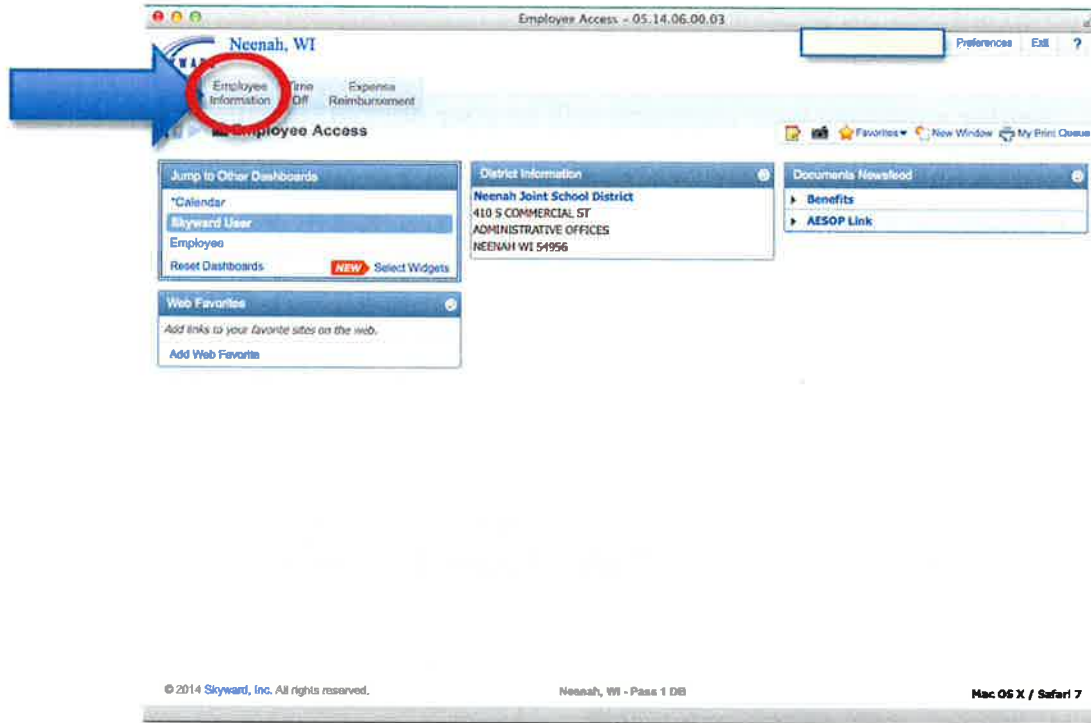 Employee Access - 05.14.06.00.03
Neenah, WI
Preferences Exit ?
Employee Information
Time Off
Expense Reimbursement
Employee Access
Favorites New Window My Print Queue
Jump to Other Dashboards
*Calendar
Skyward User
Employee
Reset Dashboards NEW Select Widgets
Web Favorites
Add links to your favorite sites on the web.
Add Web Favorite
District Information
Neenah Joint School District
410 S COMMERCIAL ST
ADMINISTRATIVE OFFICES
NEENAH WI 54956
Documents Newsfeed
Benefits
AESOP Link
© 2014 Skyward, Inc. All rights reserved.
Neenah, WI - Pass 1 DB
Mac OS X / Safari 7